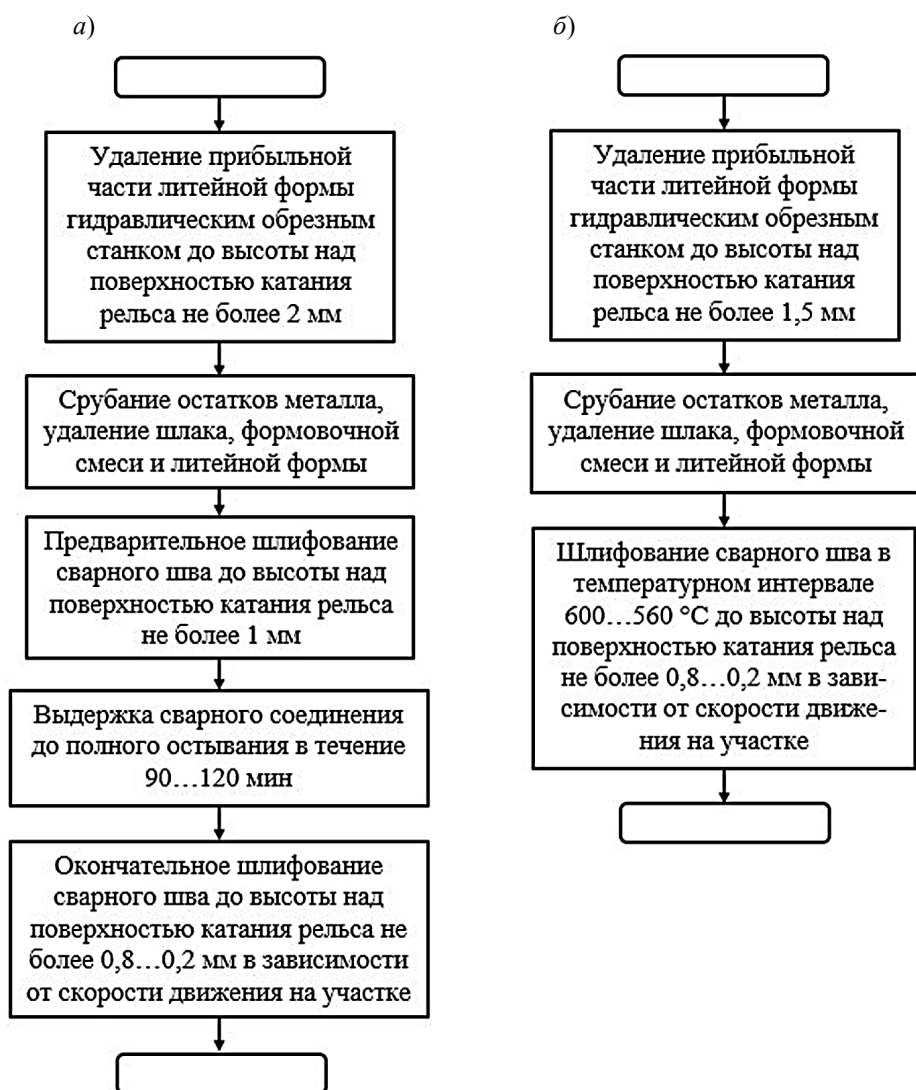 а)
Удаление прибыльной
части литейной формы
гидравлическим обрезным
станком до высоты над
поверхностью катания
рельса не более 2 мм
Срубание остатков металла,
удаление шлака, формовочной
смеси и литейной формы
Предварительное шлифование
сварного шва до высоты над
поверхностью катания рельса
не более 1 мм
Выдержка сварного соединения
до полного остывания в течение
90...120 мин
Окончательное шлифование
сварного шва до высоты над
поверхностью катания рельса не
более 0,8...0,2 мм в зависимости
от скорости движения на участке
б)
Удаление прибыльной
части литейной формы
гидравлическим обрезным
станком до высоты над
поверхностью катания
рельса не более 1,5 мм
Срубание остатков металла,
удаление шлака, формовочной
смеси и литейной формы
Шлифование сварного шва в
температурном интервале
600...560 °С до высоты над
поверхностью катания рельса
не более 0,8...0,2 мм в зави-
симости от скорости движе-
ния на участке